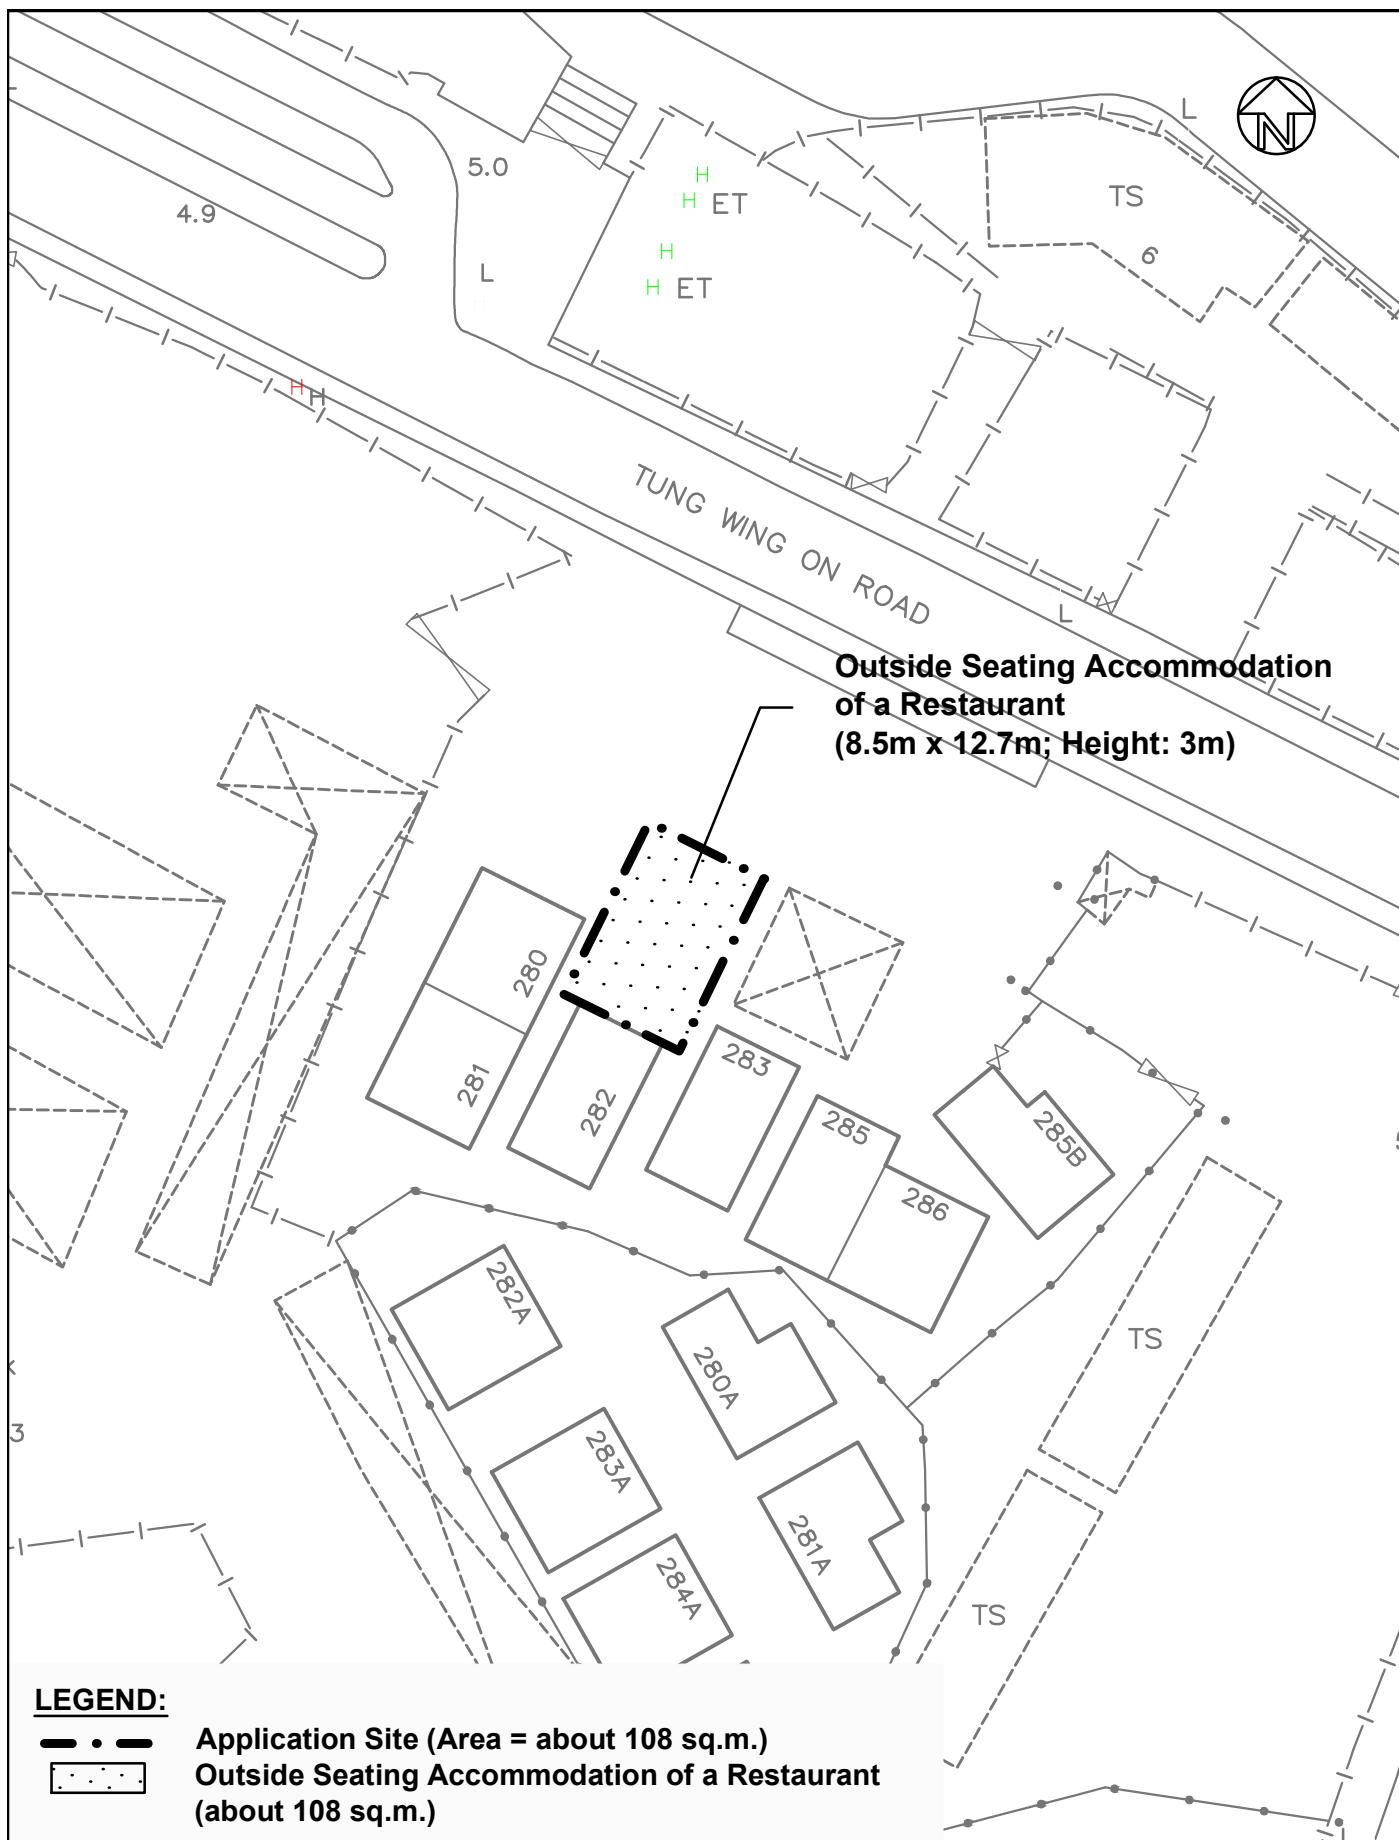 L
N
5.0
TS
4.9
ET
6
L
ET
H
TUNG WING ON ROAD
L
Outside Seating Accommodation
of a Restaurant
(8.5m x 12.7m; Height: 3m)
280
283
281
282
285
285B
286
282A
TS
280A
3
283A
281A
284A
TS
LEGEND:
Application Site (Area = about 108 sq.m.)
Outside Seating Accommodation of a Restaurant
(about 108 sq.m.)